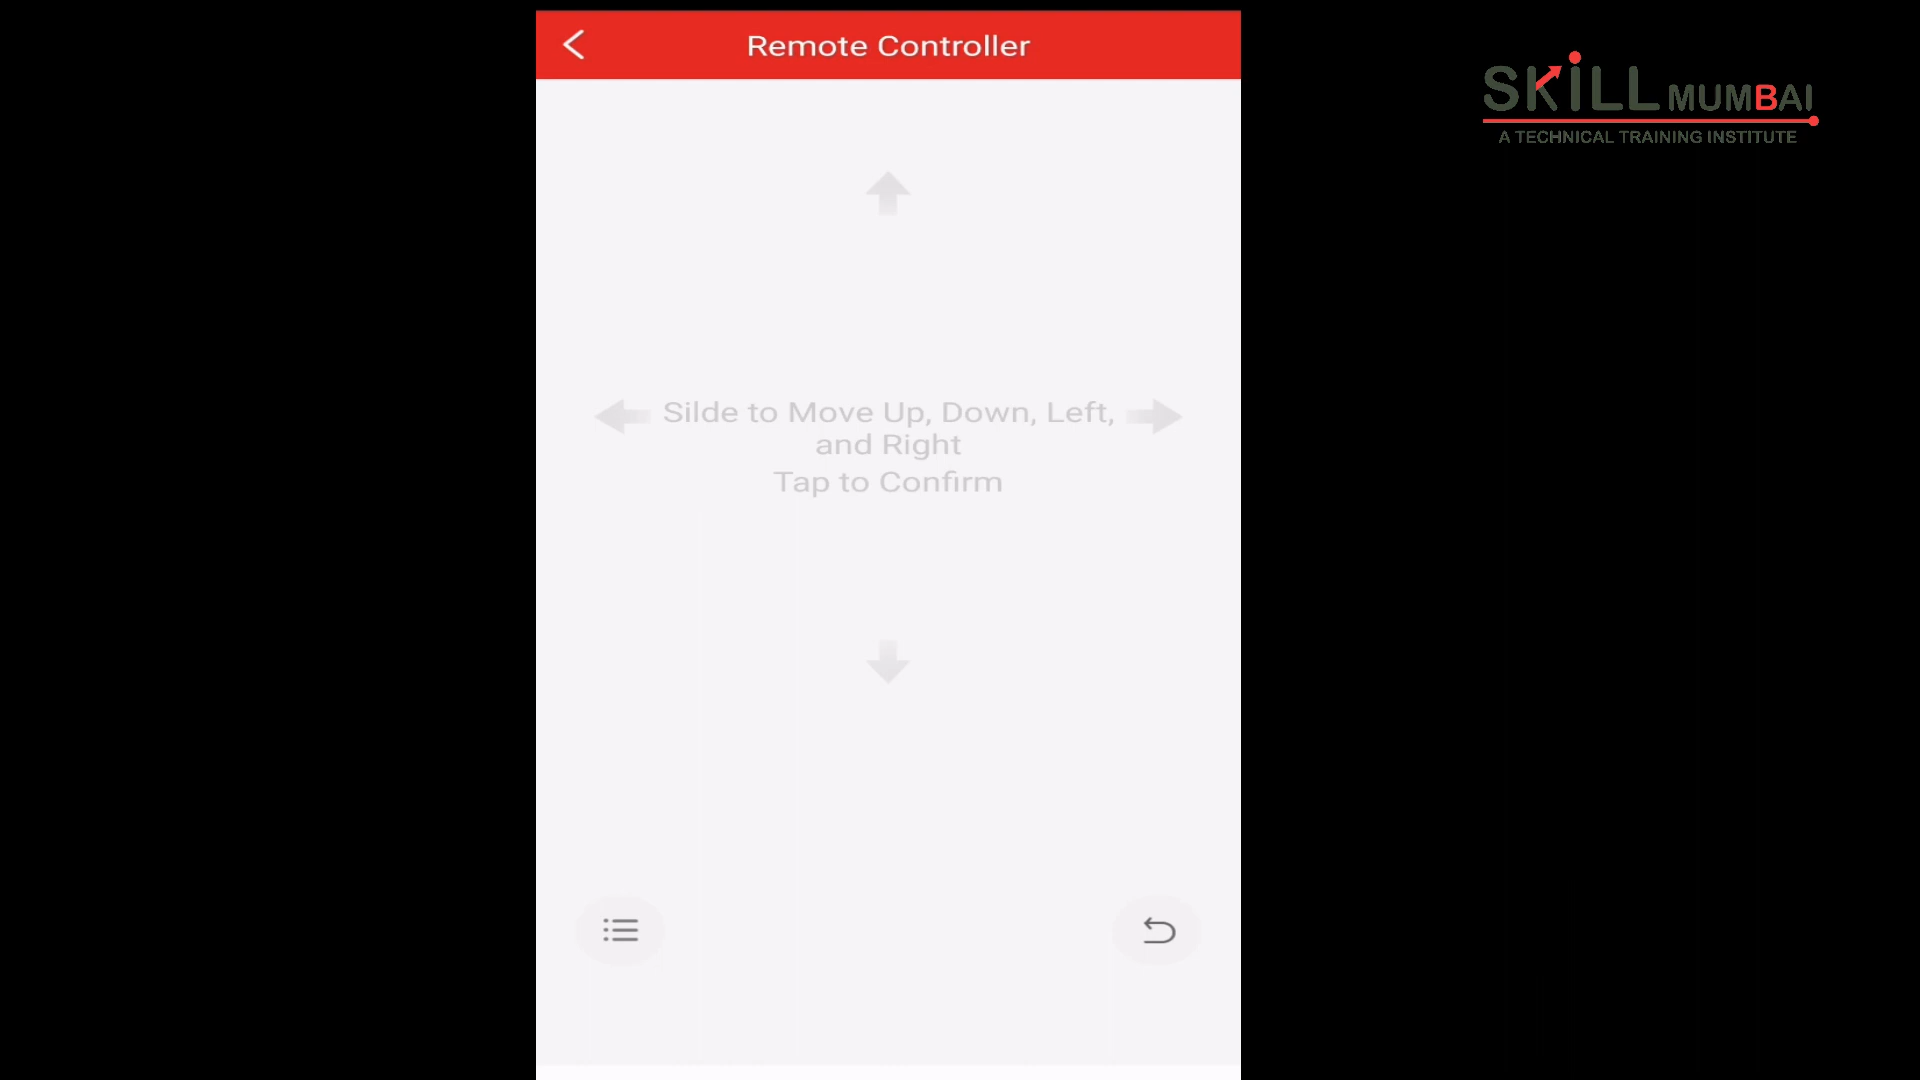 Remote Controller
SKiLL MUMBAI
A TECHNICAL TRAINING INSTITUTE
Silde to Move Up, Down, Left,
and Right
Tap to Confirm